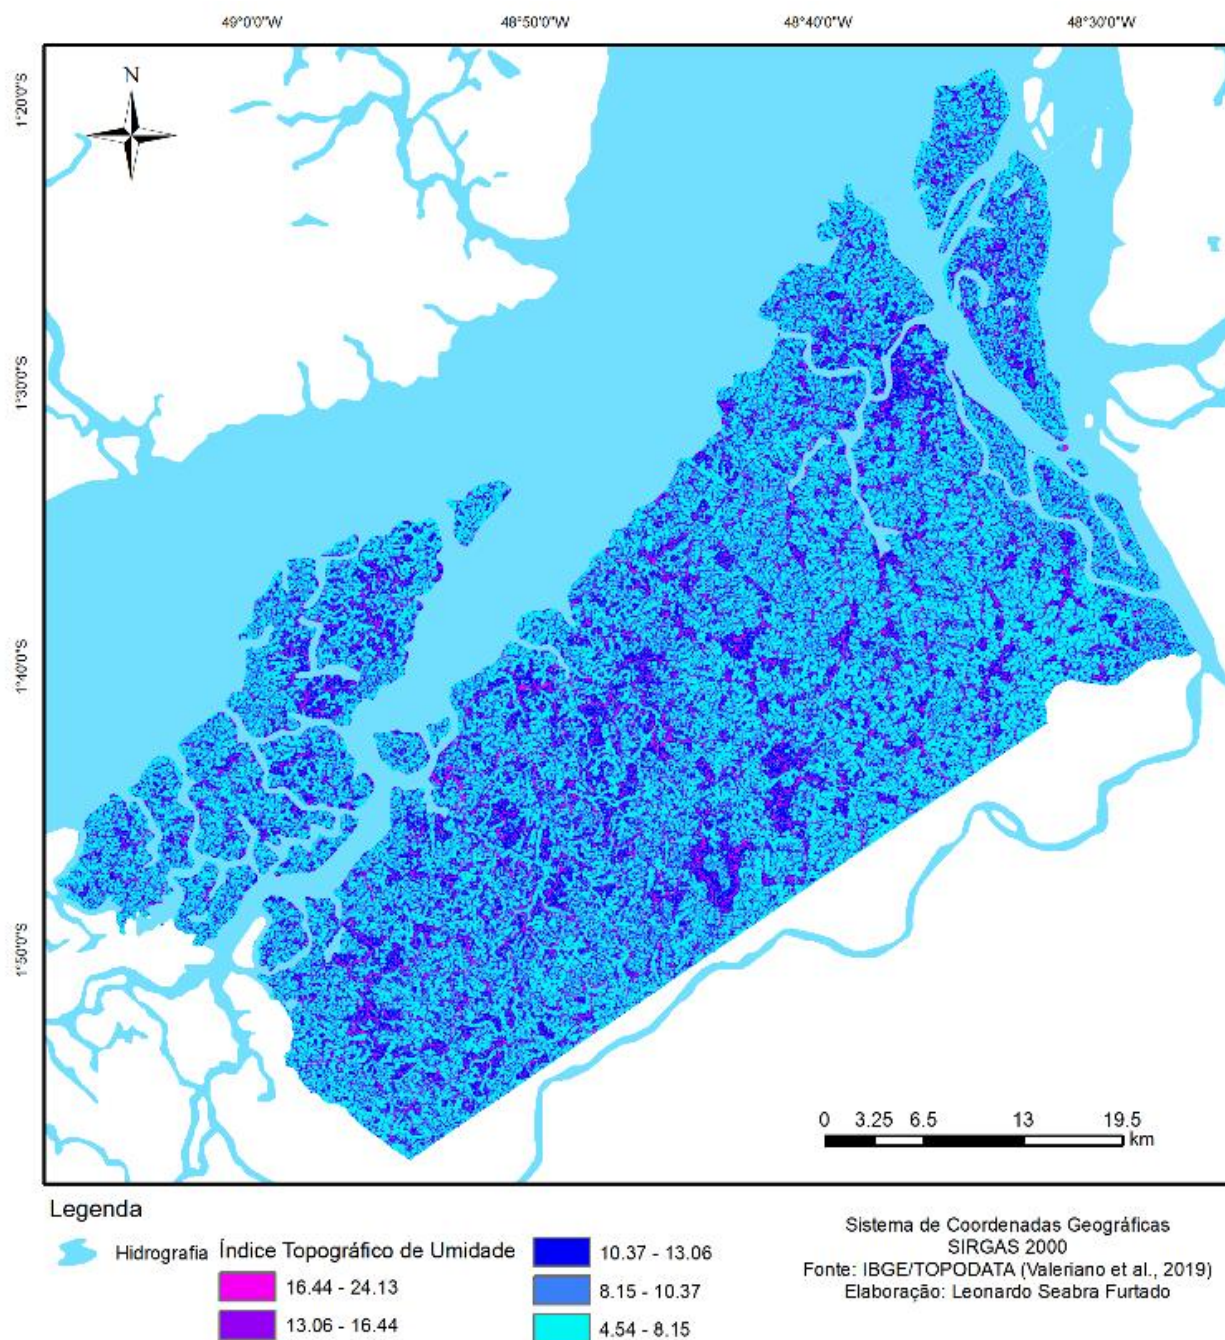 49°0'0"W 48°50'0"W 48°40'0"W 48°30'0"W
1°20'0"S
N
1°30'0"S
1°40'0"S
1°50'0"S
0 3.25 6.5 13 19.5
km
Legenda
Hidrografia
Índice Topográfico de Umidade
16.44 - 24.13
13.06 - 16.44
10.37 - 13.06
8.15 - 10.37
4.54 - 8.15
Sistema de Coordenadas Geográficas
SIRGAS 2000
Fonte: IBGE/TOPODATA (Valeriano et al., 2019)
Elaboração: Leonardo Seabra Furtado